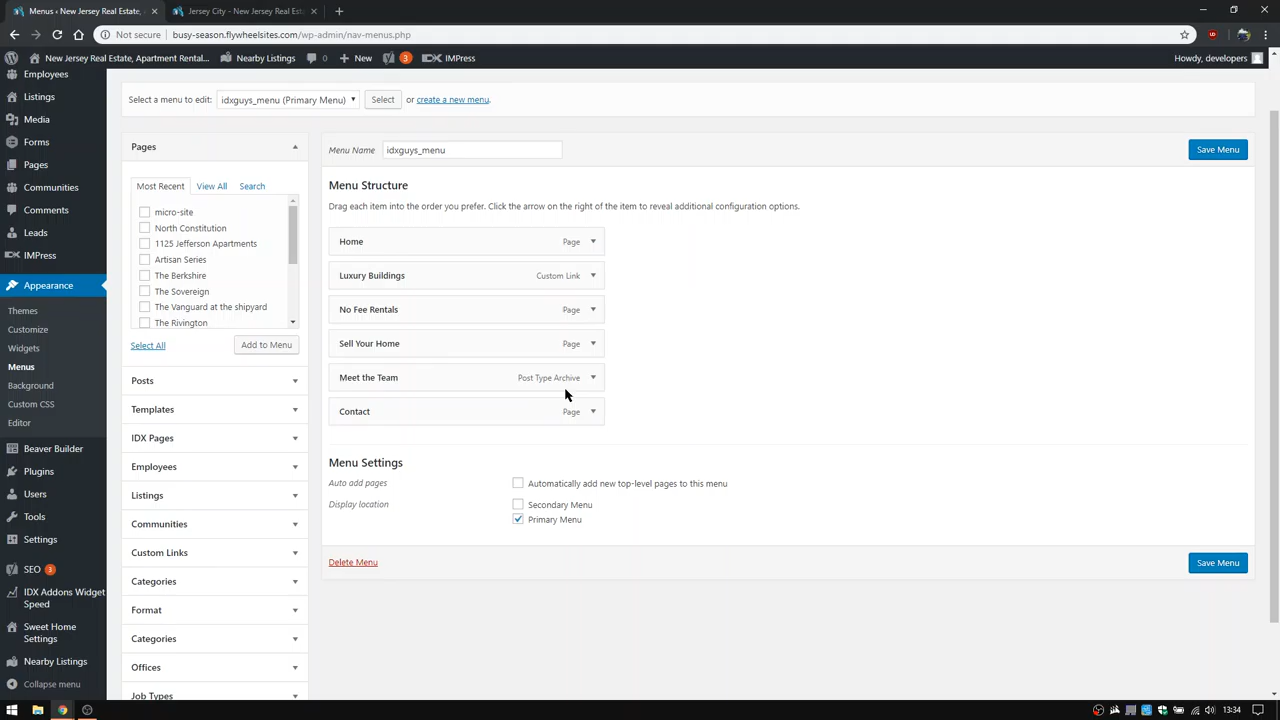 Menus ‹ New Jersey Real Estate, × Jersey City - New Jersey Real Est × +
Not secure | busy-season.flywheelsites.com/wp-admin/nav-menus.php
New Jersey Real Estate, Apartment Rental... Nearby Listings 0 + New 3 IMPress Howdy, developers
Employees
Listings
Media
Forms
Pages
Communities
Comments
Leads
IMPress
Appearance
Themes
Customize
Widgets
Menus
Background
Custom CSS
Editor
Beaver Builder
Plugins
Users
Tools
Settings
SEO 3
IDX Addons Widget
Speed
Sweet Home
Settings
Nearby Listings
Collapse menu
Select a menu to edit: idxguys_menu (Primary Menu) Select or create a new menu.
Pages
Most Recent View All Search
micro-site
North Constitution
1125 Jefferson Apartments
Artisan Series
The Berkshire
The Sovereign
The Vanguard at the shipyard
The Rivington
Select All Add to Menu
Posts
Templates
IDX Pages
Employees
Listings
Communities
Custom Links
Categories
Format
Categories
Offices
Job Types
Menu Name idxguys_menu Save Menu
Menu Structure
Drag each item into the order you prefer. Click the arrow on the right of the item to reveal additional configuration options.
Home Page
Luxury Buildings Custom Link
No Fee Rentals Page
Sell Your Home Page
Meet the Team Post Type Archive
Contact Page
Menu Settings
Auto add pages Automatically add new top-level pages to this menu
Display location Secondary Menu
Primary Menu
Delete Menu Save Menu
13:34